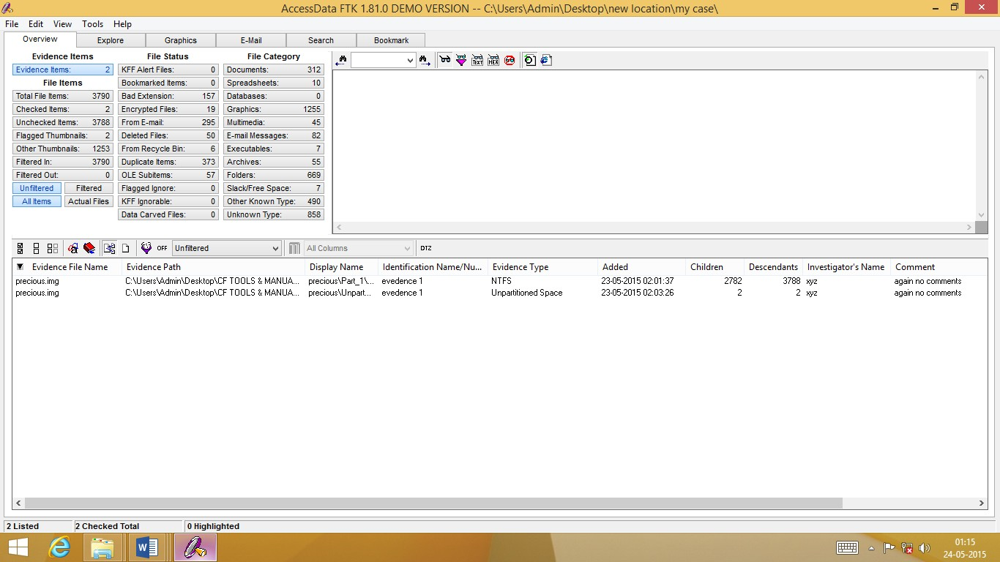 AccessData FTK 1.81.0 DEMO VERSION -- C:\Users\Admin\Desktop\new location\my case\
File Edit View Tools Help
Overview Explore Graphics E-Mail Search Bookmark
Evidence Items File Status File Category
Evidence Items: 2 KFF Alert Files: 0 Documents: 312
File Items Bookmarked Items: 0 Spreadsheets: 10
Total File Items: 3790 Bad Extension: 157 Databases: 0
Checked Items: 2 Encrypted Files: 19 Graphics: 1255
Unchecked Items: 3788 From E-mail: 295 Multimedia: 45
Flagged Thumbnails: 2 Deleted Files: 50 E-mail Messages: 82
Other Thumbnails: 1253 From Recycle Bin: 6 Executables: 7
Filtered In: 3790 Duplicate Items: 373 Archives: 55
Filtered Out: 0 OLE Subitems: 57 Folders: 669
Unfiltered Filtered Flagged Ignore: 0 Slack/Free Space: 7
All Items Actual Files KFF Ignorable: 0 Other Known Type: 490
Data Carved Files: 0 Unknown Type: 858
TEXT HEX
OFF Unfiltered All Columns DTZ
Evidence File Name Evidence Path Display Name Identification Name/Nu... Evidence Type Added Children Descendants Investigator's Name Comment
precious.img C:\Users\Admin\Desktop\CF TOOLS & MANUA... precious\Part_1\... evedence 1 NTFS 23-05-2015 02:01:37 2782 3788 xyz again no comments
precious.img C:\Users\Admin\Desktop\CF TOOLS & MANUA... precious\Unpart... evedence 1 Unpartitioned Space 23-05-2015 02:03:26 2 2 xyz again no comments
2 Listed 2 Checked Total 0 Highlighted
01:15
24-05-2015